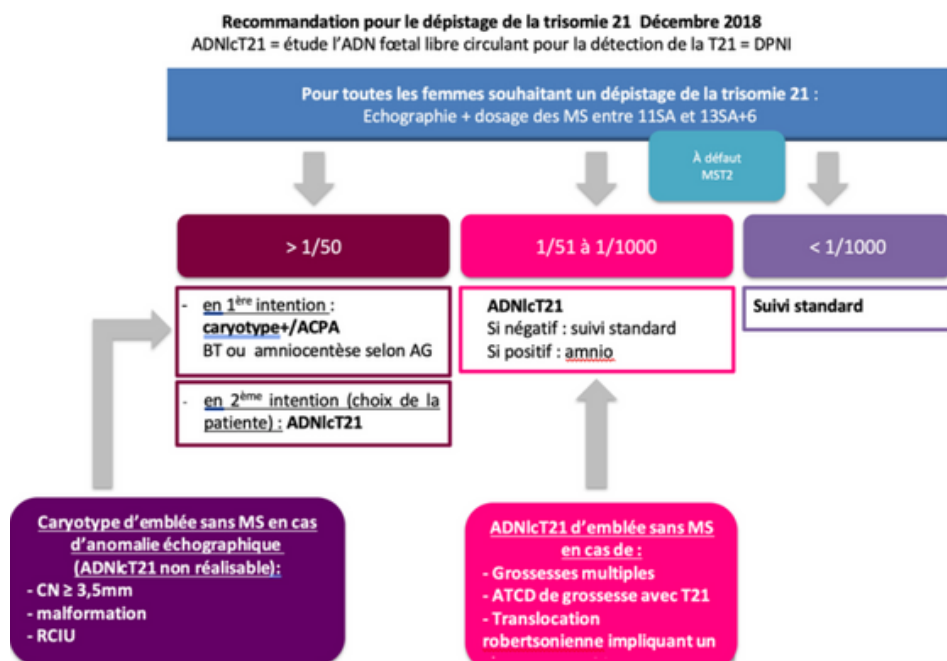 Recommandation pour le dépistage de la trisomie 21 Décembre 2018
ADNlcT21 = étude l'ADN fœtal libre circulant pour la détection de la T21 = DPNI
Pour toutes les femmes souhaitant un dépistage de la trisomie 21 :
Echographie + dosage des MS entre 11SA et 13SA+6
À défaut
MST2
> 1/50
1/51 à 1/1000
< 1/1000
- en 1ère intention :
caryotype+/ACPA
BT ou amniocentèse selon AG
- en 2ème intention (choix de la
patiente) : ADNlcT21
ADNlcT21
Si négatif : suivi standard
Si positif : amnio
Suivi standard
Caryotype d'emblée sans MS en cas
d'anomalie échographique
(ADNlcT21 non réalisable):
- CN ≥ 3,5mm
- malformation
- RCIU
ADNlcT21 d'emblée sans MS
en cas de :
- Grossesses multiples
- ATCD de grossesse avec T21
- Translocation
robertsonienne impliquant un